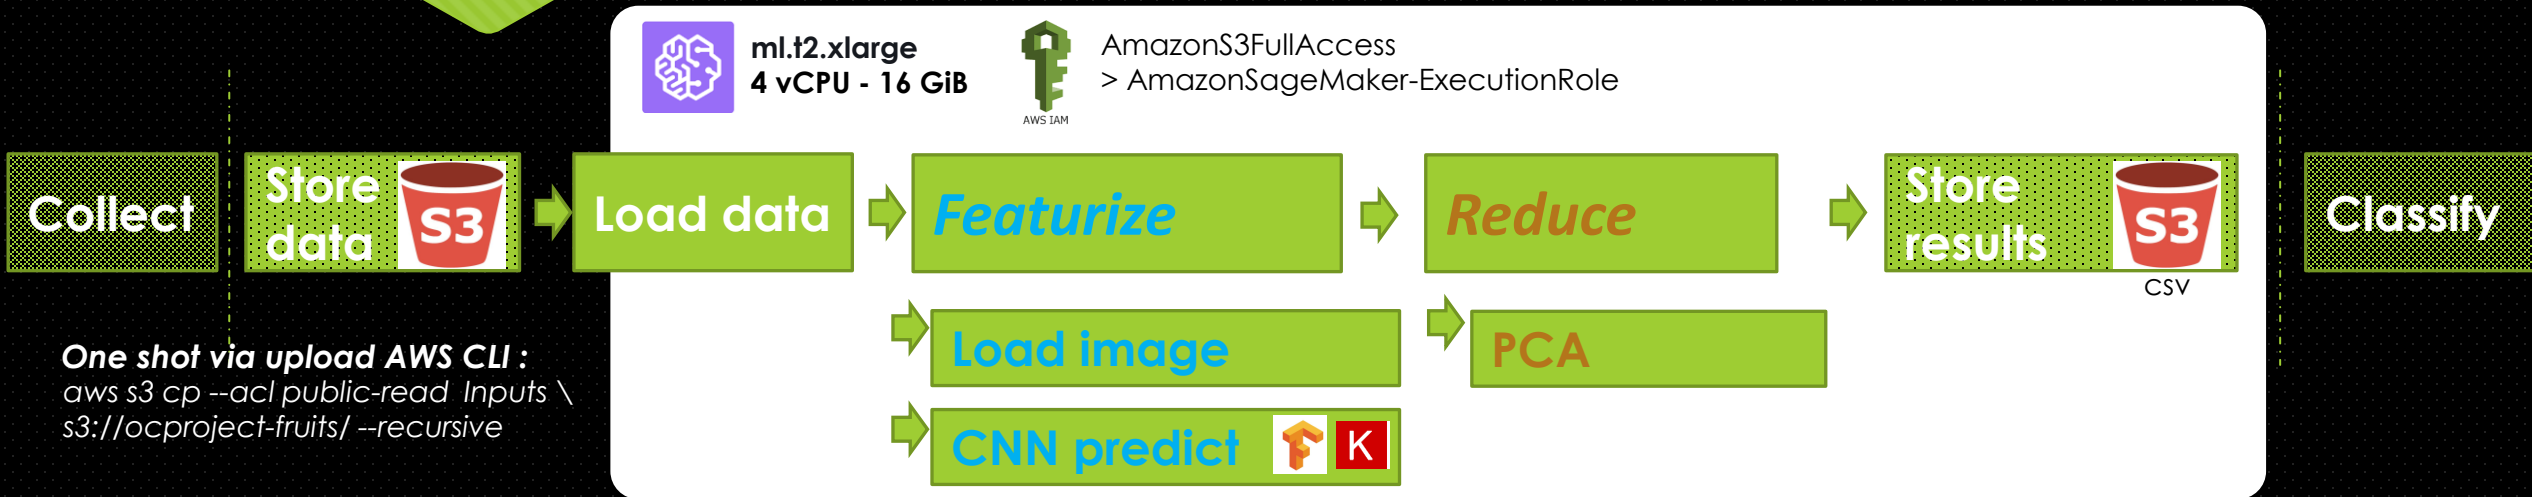 ml.t2.xlarge
4 vCPU - 16 GiB
AWS IAM
AmazonS3FullAccess
> AmazonSageMaker-ExecutionRole
Collect
Store
data
S3
Load data
Featurize
Reduce
Store
results
S3
CSV
Classify
Load image
CNN predict
K
PCA
One shot via upload AWS CLI :
aws s3 cp --acl public-read Inputs \
s3://ocproject-fruits/ --recursive